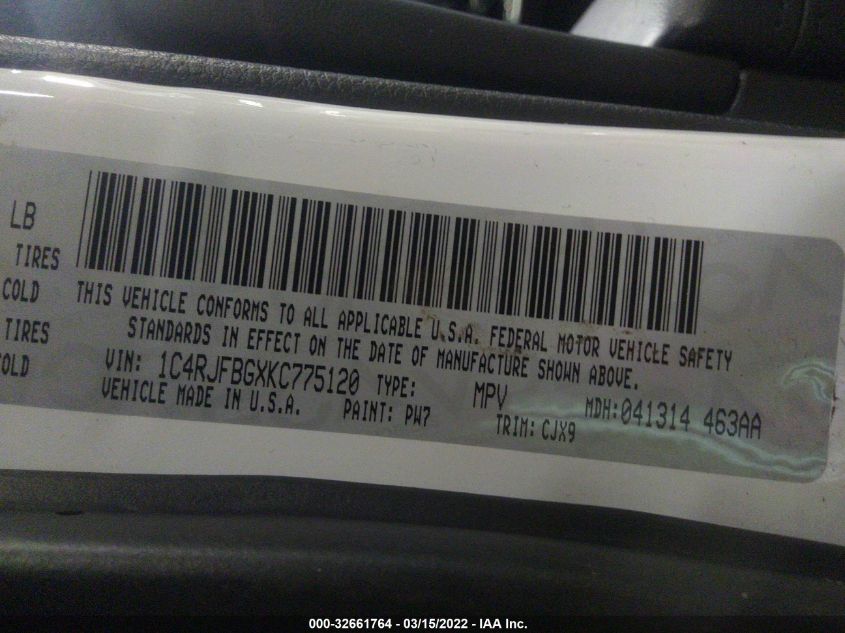 LB
TIRES
COLD
TIRES
COLD
THIS VEHICLE CONFORMS TO ALL APPLICABLE U.S.A. FEDERAL MOTOR VEHICLE SAFETY
STANDARDS IN EFFECT ON THE DATE OF MANUFACTURE SHOWN ABOVE.
VIN: 1C4RJFBGXKC775120 TYPE: MPV MDH:041314 463AA
VEHICLE MADE IN U.S.A. PAINT: PW7 TRIM: CJX9
000-32661764 - 03/15/2022 - IAA Inc.